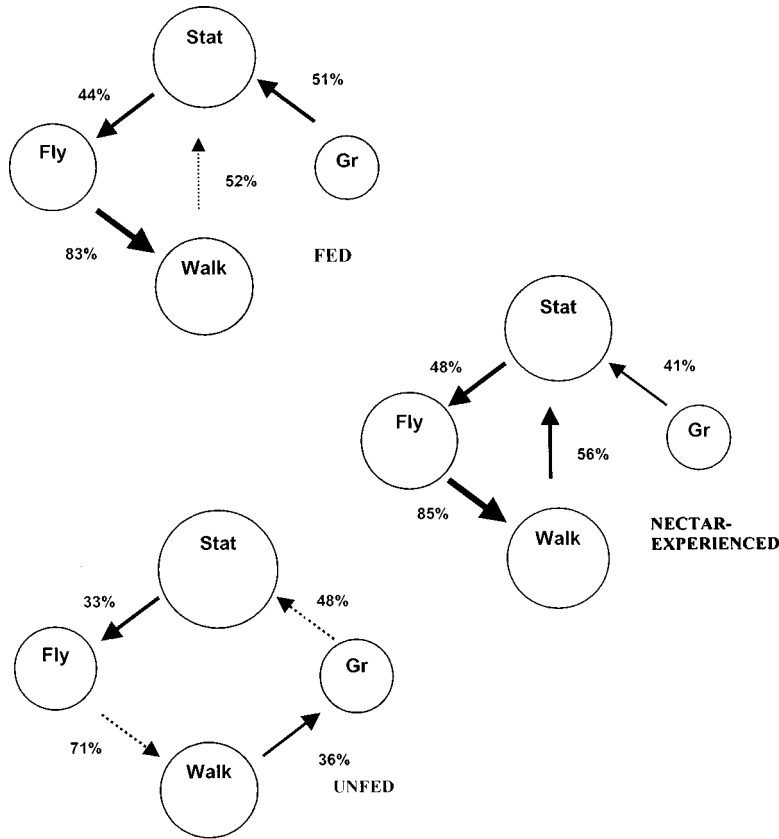 Stat
44%
51%
Fly
Gr
52%
83%
Walk
FED
Stat
48%
41%
Fly
Gr
56%
85%
Walk
NECTAR-
EXPERIENCED
Stat
33%
48%
Fly
Gr
71%
36%
Walk
UNFED